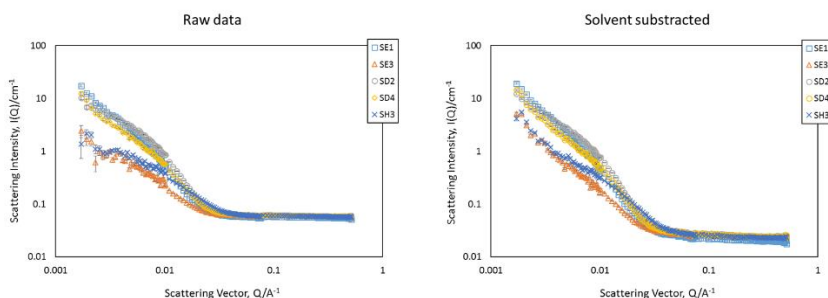 Raw data
100
10
1
0.1
0.01
0.001
0.01
0.1
1
Scattering Intensity, I(Q)/cm⁻¹
Scattering Vector, Q/A⁻¹
SE1
SE3
SD2
SD4
SH3
Solvent substracted
100
10
1
0.1
0.01
0.001
0.01
0.1
1
Scattering Intensity, I(Q)/cm⁻¹
Scattering Vector, Q/A⁻¹
SE1
SE3
SD2
SD4
SH3